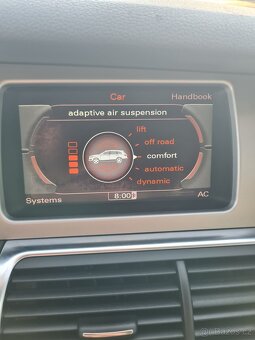 Car
Handbook
adaptive air suspension
lift
off road
comfort
automatic
dynamic
Systems
8:00
AC